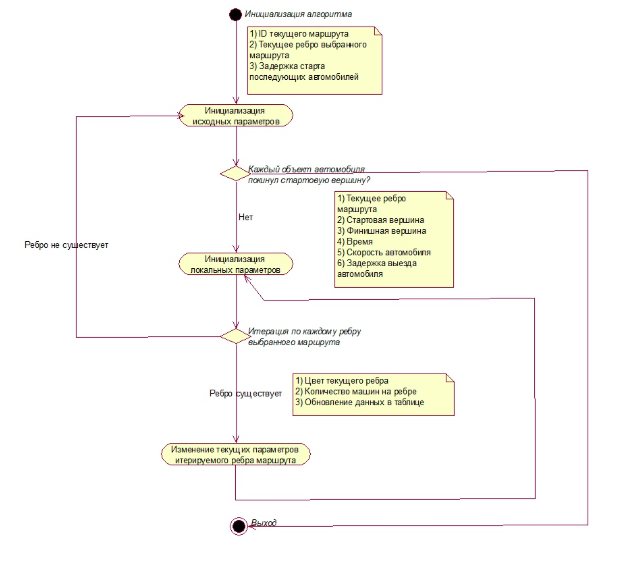 Инициализация алгоритма
1) ID текущего маршрута
2) Текущее ребро выбранного
маршрута
3) Задержка старта
последующих автомобилей
Инициализация
исходных параметров
Каждый объект автомобиля
покинул стартовую вершину?
Нет
1) Текущее ребро
маршрута
2) Стартовая вершина
3) Финишная вершина
4) Время
5) Скорость автомобиля
6) Задержка выезда
автомобиля
Ребро не существует
Инициализация
локальных параметров
Итерация по каждому ребру
выбранного маршрута
Ребро существует
1) Цвет текущего ребра
2) Количество машин на ребре
3) Обновление данных в таблице
Изменение текущих параметров
итерируемого ребра маршрута
Выход